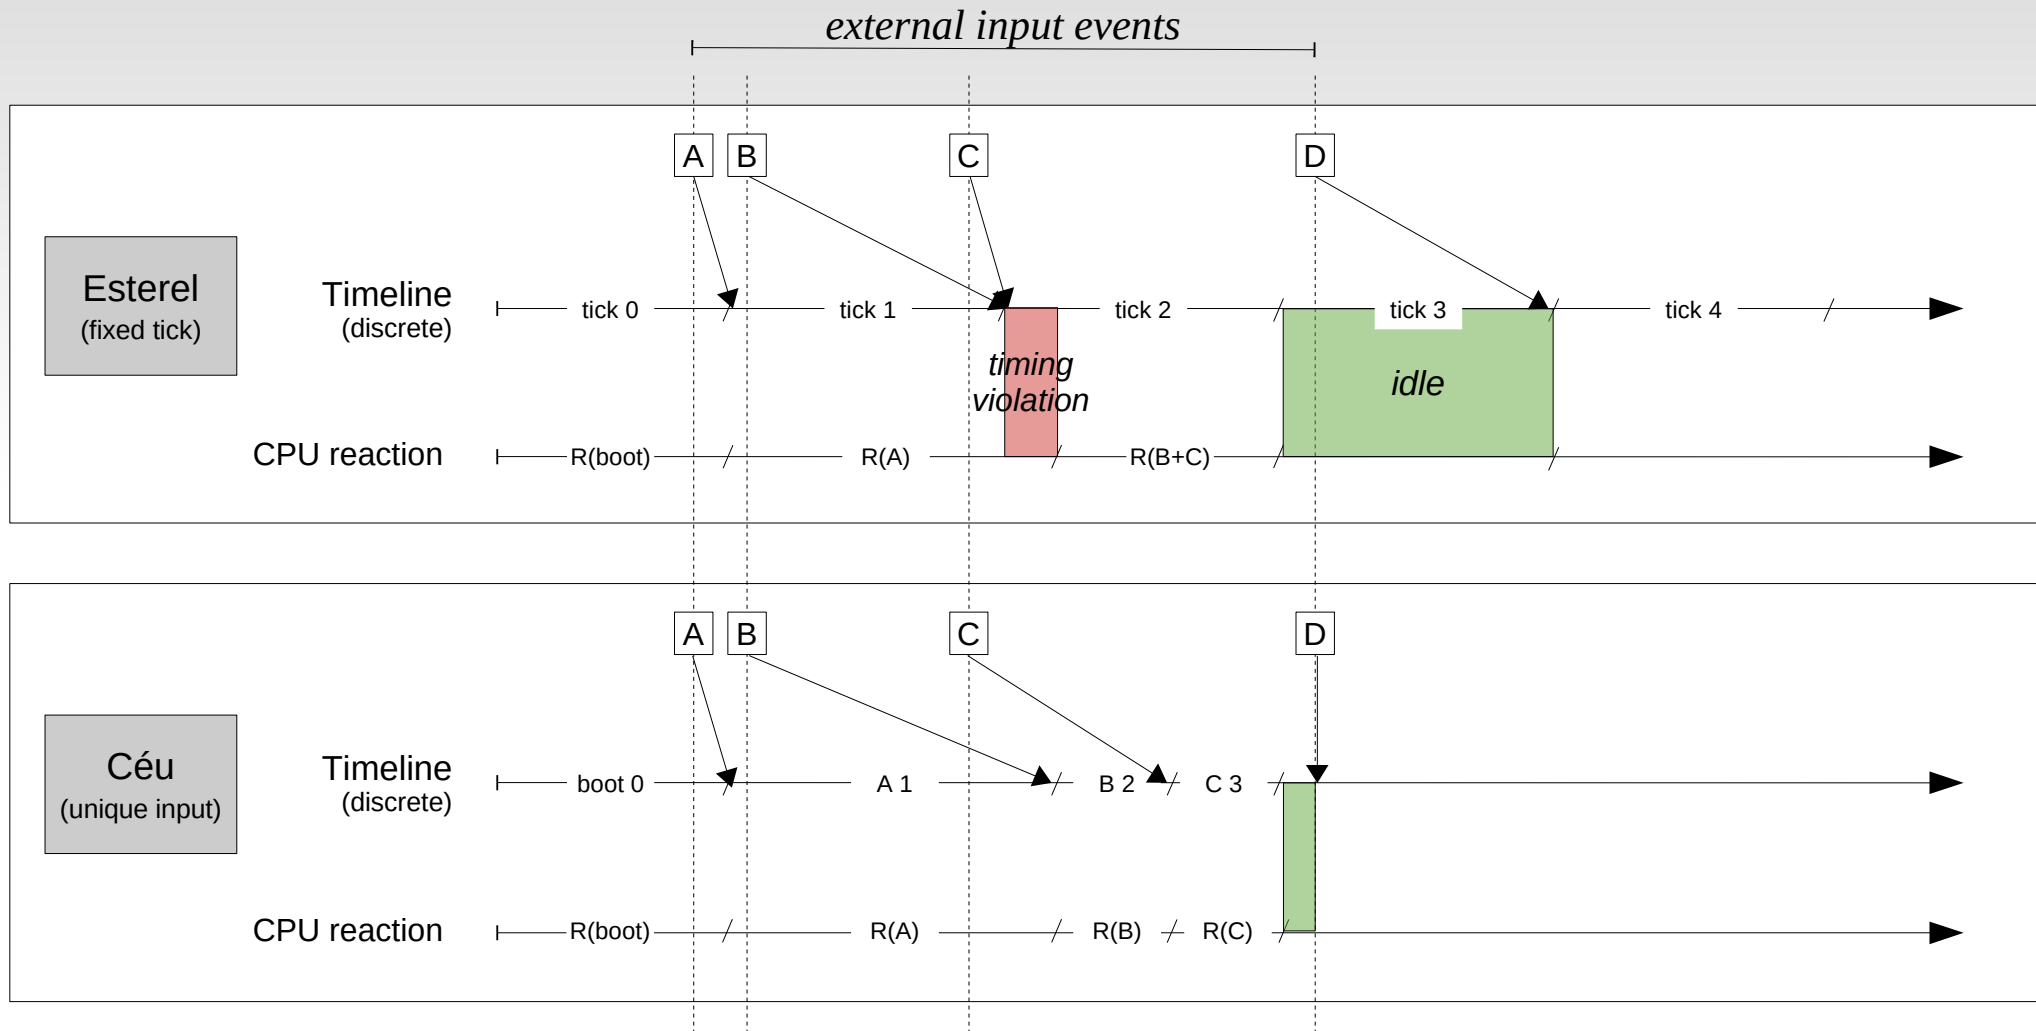 external input events
A B C D
Esterel
(fixed tick)
Timeline
(discrete)
tick 0 tick 1 tick 2 tick 3 tick 4
timing
violation
idle
CPU reaction
R(boot) R(A) R(B+C)
A B C D
Céu
(unique input)
Timeline
(discrete)
boot 0 A 1 B 2 C 3
CPU reaction
R(boot) R(A) R(B) R(C)